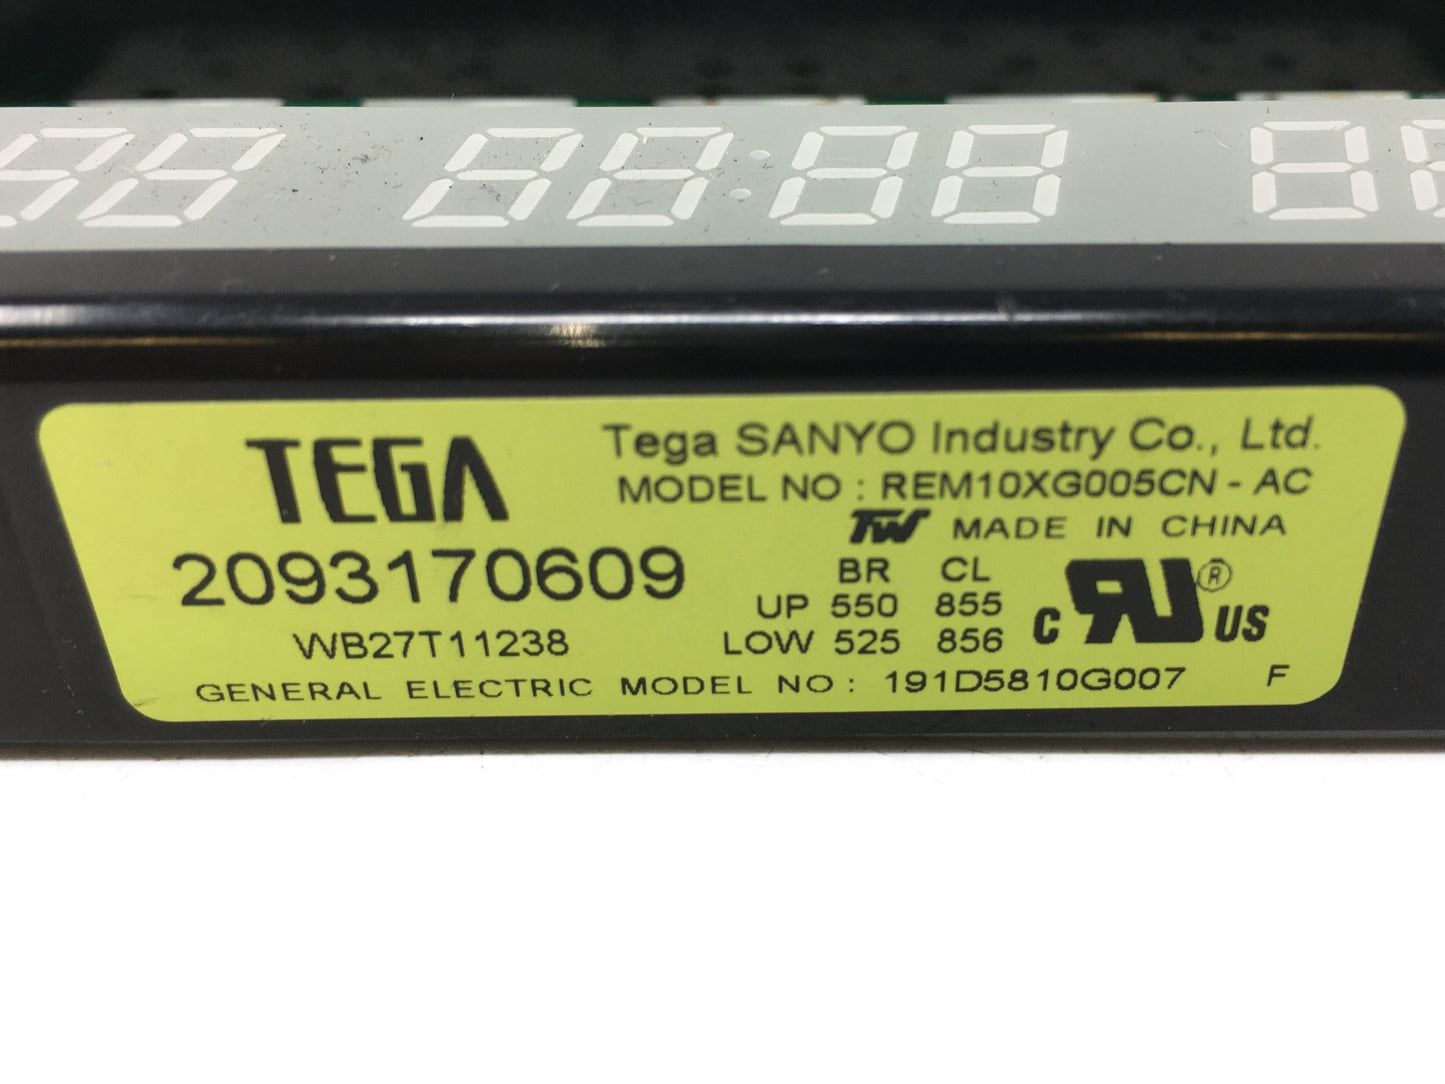 TEGA
2093170609
WB27T11238
Tega SANYO Industry Co., Ltd.
MODEL NO : REM10XG005CN - AC
TW MADE IN CHINA
BR CL
UP 550 855
LOW 525 856
C RU ® US
GENERAL ELECTRIC MODEL NO : 191D5810G007 F